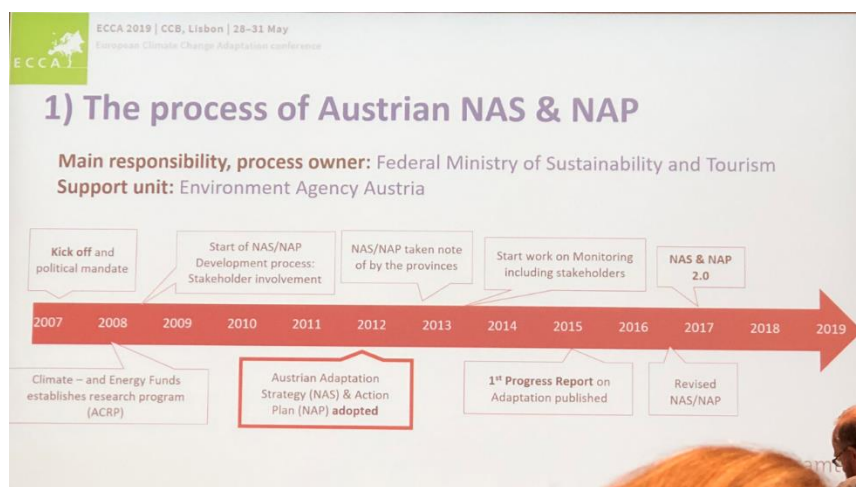 ECCA 2019 | CCB, Lisbon | 28–31 May
European Climate Change Adaptation conference
ECCA
1) The process of Austrian NAS & NAP
Main responsibility, process owner: Federal Ministry of Sustainability and Tourism
Support unit: Environment Agency Austria
Kick off and
political mandate
Start of NAS/NAP
Development process:
Stakeholder involvement
NAS/NAP taken note
of by the provinces
Start work on Monitoring
including stakeholders
NAS & NAP
2.0
2007 2008 2009 2010 2011 2012 2013 2014 2015 2016 2017 2018 2019
Climate – and Energy Funds
establishes research program
(ACRP)
Austrian Adaptation
Strategy (NAS) & Action
Plan (NAP) adopted
1st Progress Report on
Adaptation published
Revised
NAS/NAP